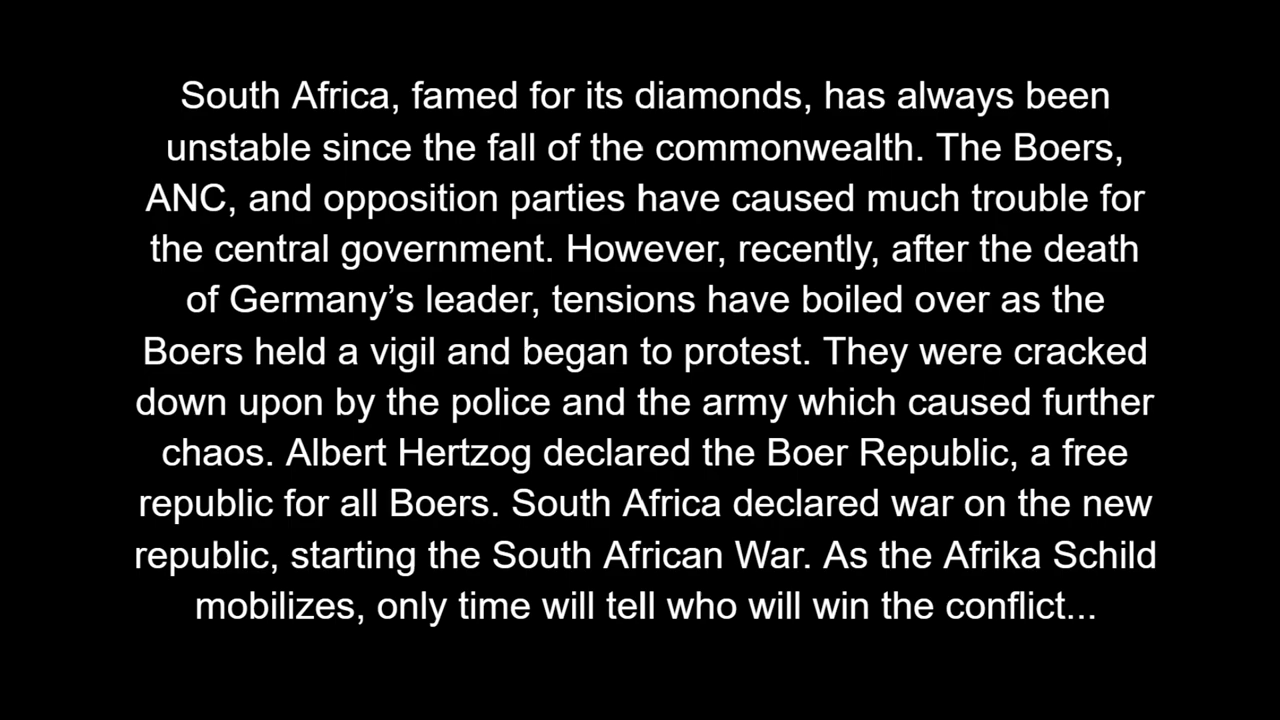 South Africa, famed for its diamonds, has always been
unstable since the fall of the commonwealth. The Boers,
ANC, and opposition parties have caused much trouble for
the central government. However, recently, after the death
of Germany’s leader, tensions have boiled over as the
Boers held a vigil and began to protest. They were cracked
down upon by the police and the army which caused further
chaos. Albert Hertzog declared the Boer Republic, a free
republic for all Boers. South Africa declared war on the new
republic, starting the South African War. As the Afrika Schild
mobilizes, only time will tell who will win the conflict...